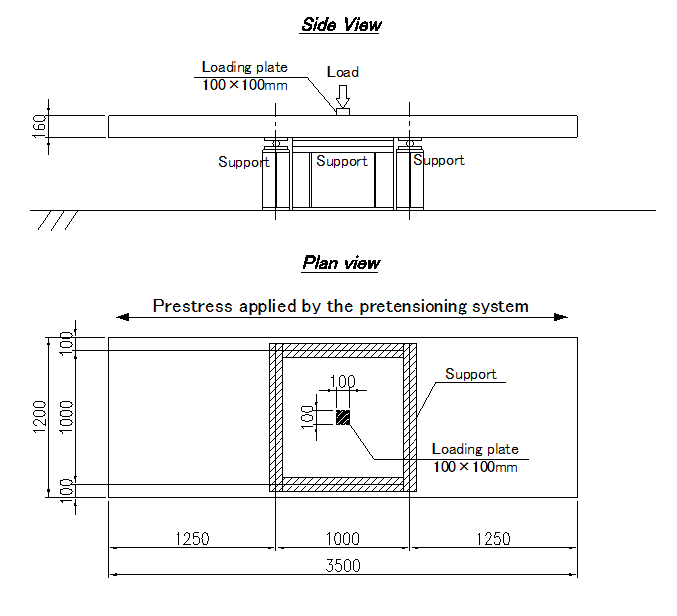 Side View
Loading plate
100×100mm
Load
160
Support
Support
Support
Plan view
Prestress applied by the pretensioning system
100
1000
100
1200
100
100
Support
Loading plate
100×100mm
1250
1000
1250
3500